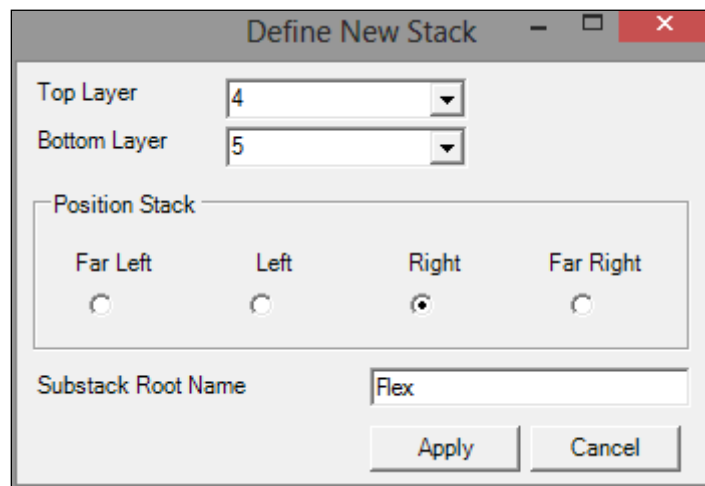 Define New Stack
Top Layer 4
Bottom Layer 5
Position Stack
Far Left Left Right Far Right
Substack Root Name Flex
Apply Cancel